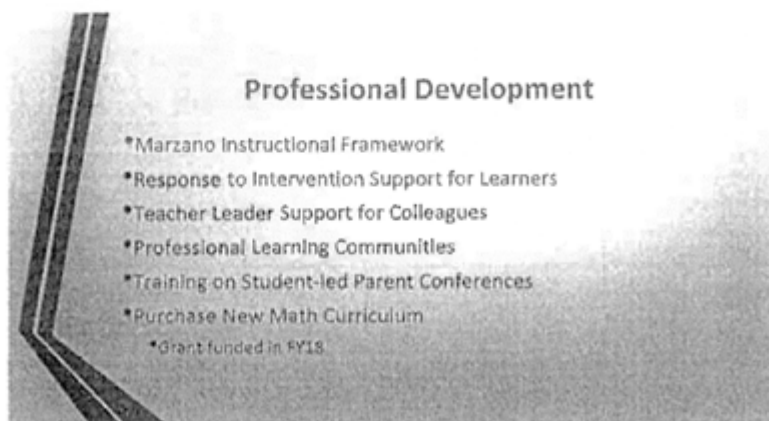 Professional Development
*Marzano Instructional Framework
*Response to Intervention Support for Learners
*Teacher Leader Support for Colleagues
*Professional Learning Communities
*Training on Student-led Parent Conferences
*Purchase New Math Curriculum
*Grant funded in FY18